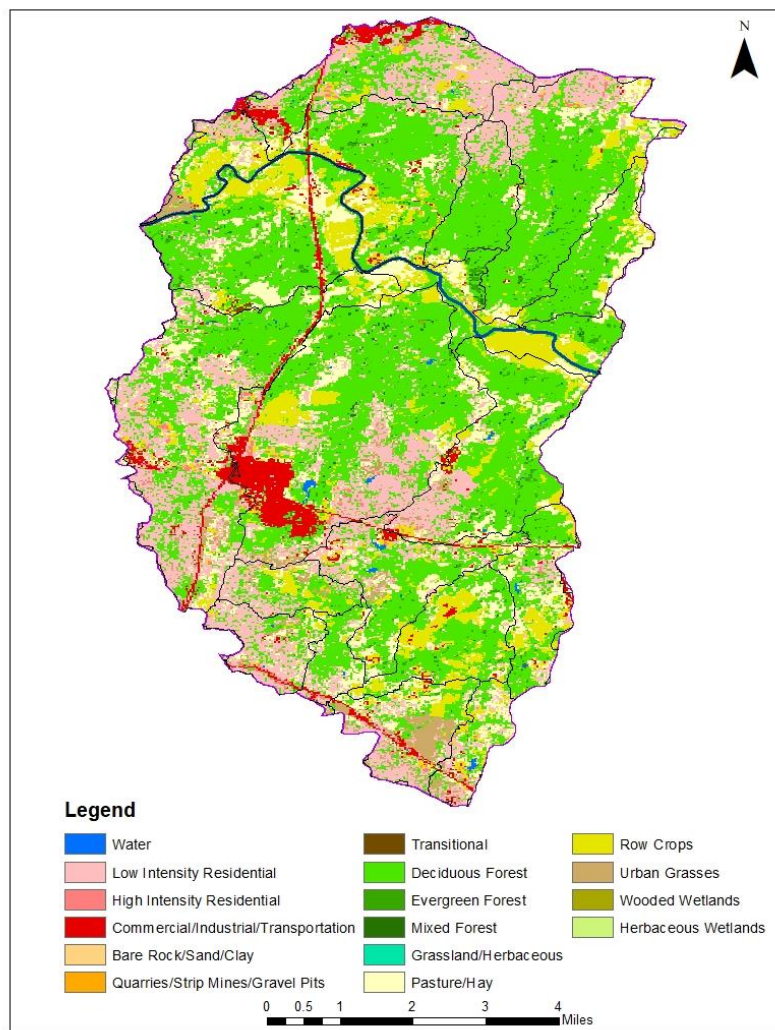 N
Legend
Water
Low Intensity Residential
High Intensity Residential
Commercial/Industrial/Transportation
Bare Rock/Sand/Clay
Quarries/Strip Mines/Gravel Pits
Transitional
Deciduous Forest
Evergreen Forest
Mixed Forest
Grassland/Herbaceous
Pasture/Hay
Row Crops
Urban Grasses
Wooded Wetlands
Herbaceous Wetlands
0 0.5 1 2 3 4
Miles